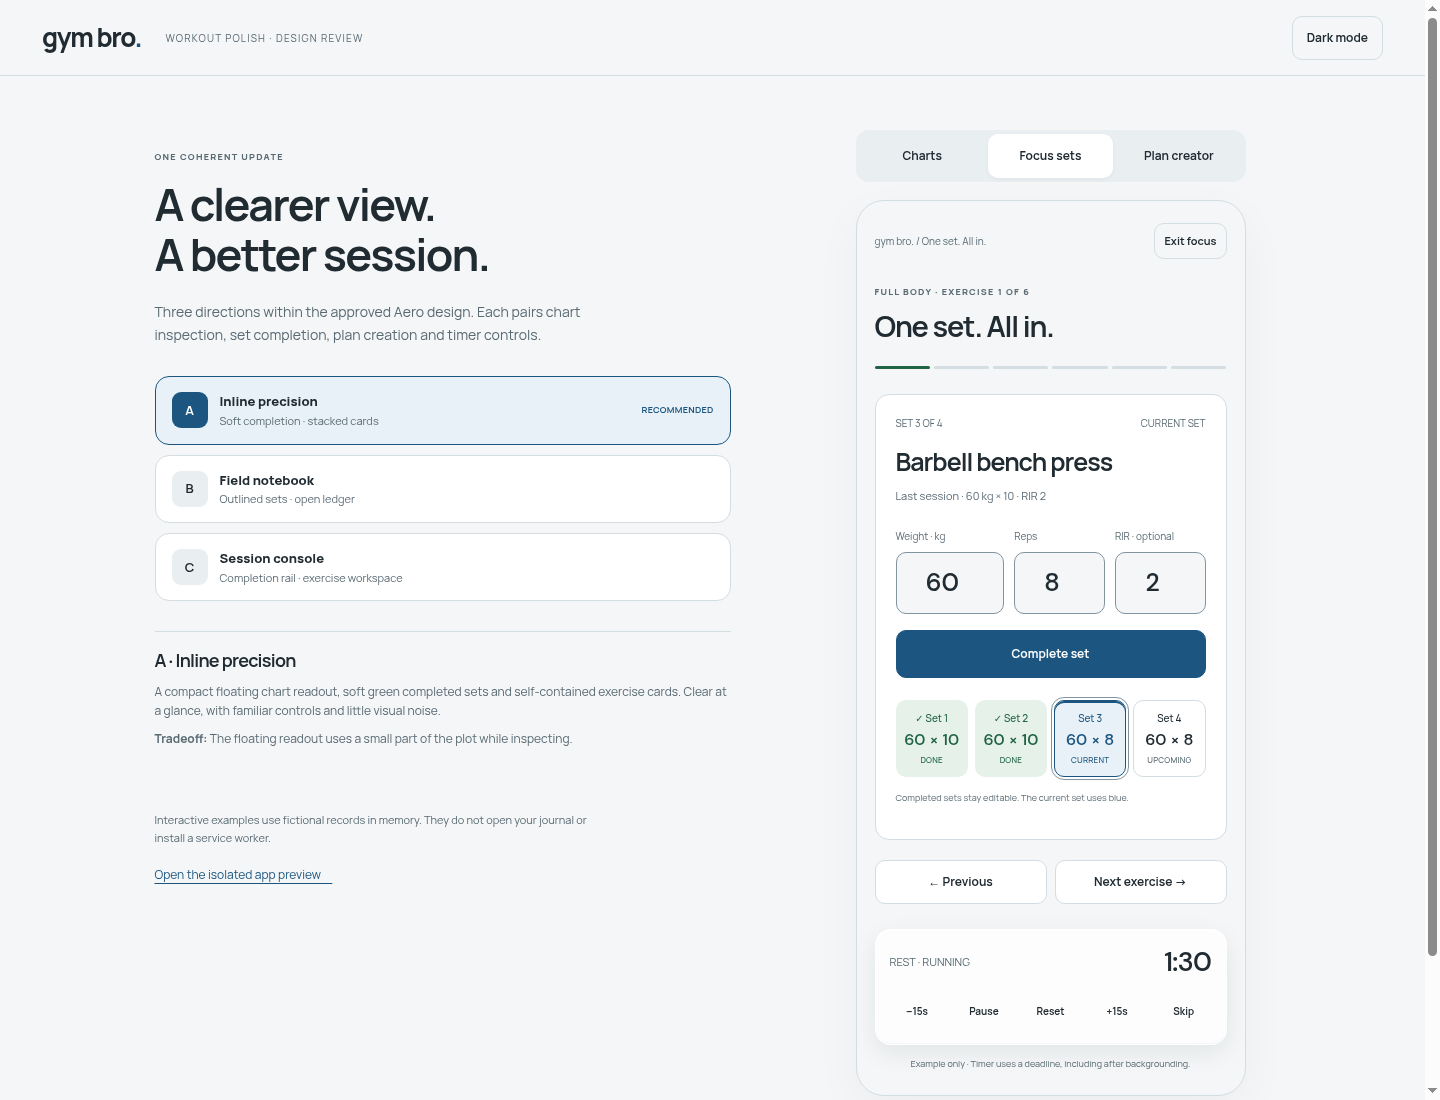 gym bro.
WORKOUT POLISH · DESIGN REVIEW
Dark mode
ONE COHERENT UPDATE
A clearer view.
A better session.
Three directions within the approved Aero design. Each pairs chart
inspection, set completion, plan creation and timer controls.
A
Inline precision
Soft completion · stacked cards
RECOMMENDED
B
Field notebook
Outlined sets · open ledger
C
Session console
Completion rail · exercise workspace
A · Inline precision
A compact floating chart readout, soft green completed sets and self-contained exercise cards. Clear at
a glance, with familiar controls and little visual noise.
Tradeoff: The floating readout uses a small part of the plot while inspecting.
Interactive examples use fictional records in memory. They do not open your journal or
install a service worker.
Open the isolated app preview
Charts
Focus sets
Plan creator
gym bro. / One set. All in.
Exit focus
FULL BODY · EXERCISE 1 OF 6
One set. All in.
SET 3 OF 4
CURRENT SET
Barbell bench press
Last session · 60 kg × 10 · RIR 2
Weight · kg
Reps
RIR · optional
60
8
2
Complete set
✓ Set 1
60 × 10
DONE
✓ Set 2
60 × 10
DONE
Set 3
60 × 8
CURRENT
Set 4
60 × 8
UPCOMING
Completed sets stay editable. The current set uses blue.
← Previous
Next exercise →
REST · RUNNING
1:30
−15s
Pause
Reset
+15s
Skip
Example only · Timer uses a deadline, including after backgrounding.